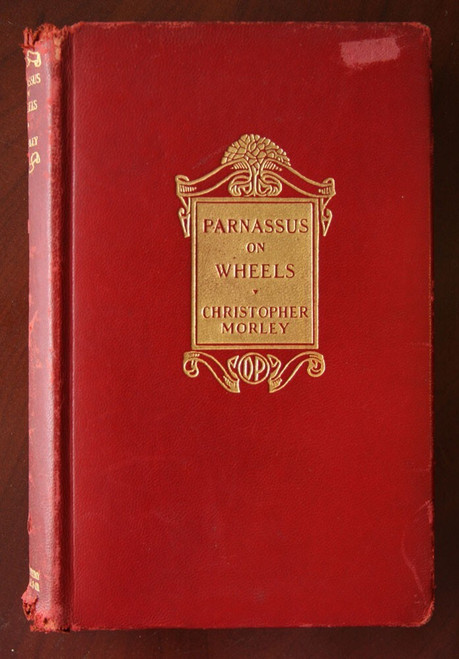 PARNASSUS
ON
WHEELS
CHRISTOPHER
MORLEY
DP